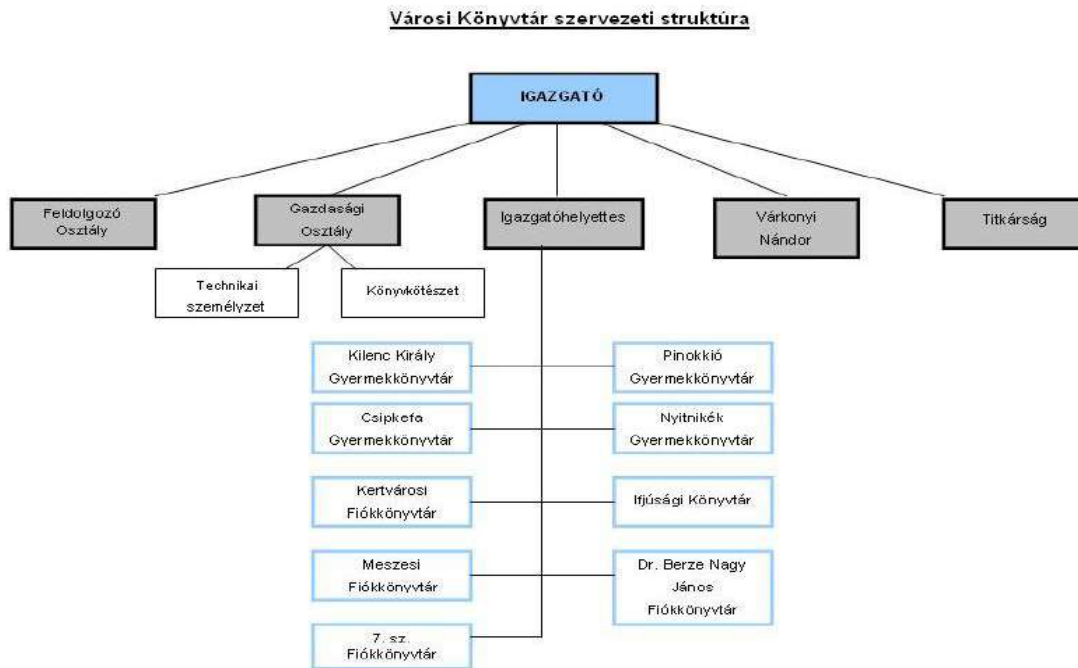 Városi Könyvtár szervezeti struktúra
IGAZGATÓ
Feldolgozó
Osztály
Gazdasági
Osztály
Igazgatóhelyettes
Várkonyi
Nándor
Titkárság
Technikai
személyzet
Könyvkötészet
Kilenc Király
Gyermekkönyvtár
Pinokkió
Gyermekkönyvtár
Csipkefa
Gyermekkönyvtár
Nyitnikék
Gyermekkönyvtár
Kertvárosi
Fiókkönyvtár
Ifjúsági Könyvtár
Meszesi
Fiókkönyvtár
Dr. Berze Nagy
János
Fiókkönyvtár
7. sz.
Fiókkönyvtár